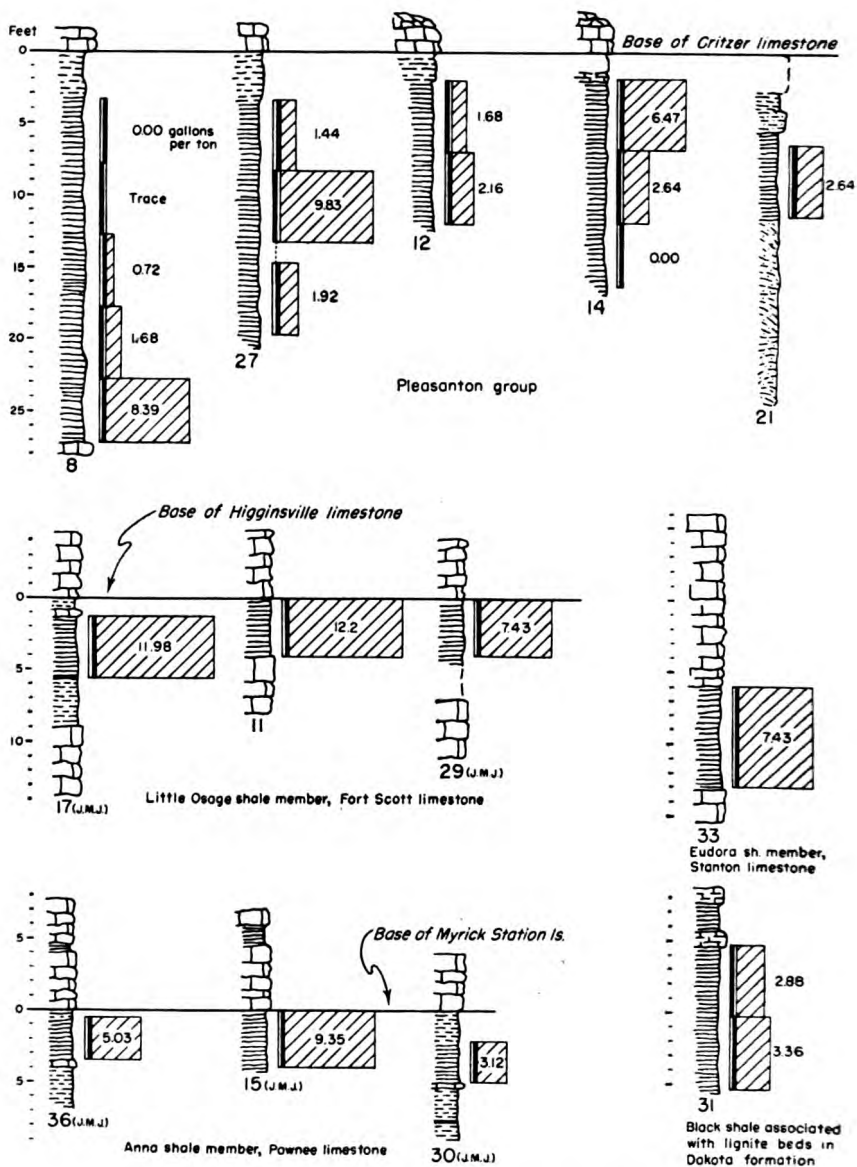 Feet
Base of Critzer limestone
0
5
10
15
20
25
0.00 gallons
per ton
Trace
0.72
1.68
8.39
8
1.44
9.83
1.92
27
1.68
2.16
12
6.47
2.64
0.00
14
2.64
21
Pleasanton group
Base of Higginsville limestone
0
5
10
11.98
17 (J.M.J.)
12.2
11
7.43
29 (J.M.J.)
Little Osage shale member, Fort Scott limestone
7.43
33
Eudora sh. member,
Stanton limestone
Base of Myrick Station ls.
5
0
5
5.03
36 (J.M.J.)
9.35
15 (J.M.J.)
3.12
30 (J.M.J.)
Anna shale member, Pawnee limestone
2.88
3.36
31
Black shale associated
with lignite beds in
Dakota formation